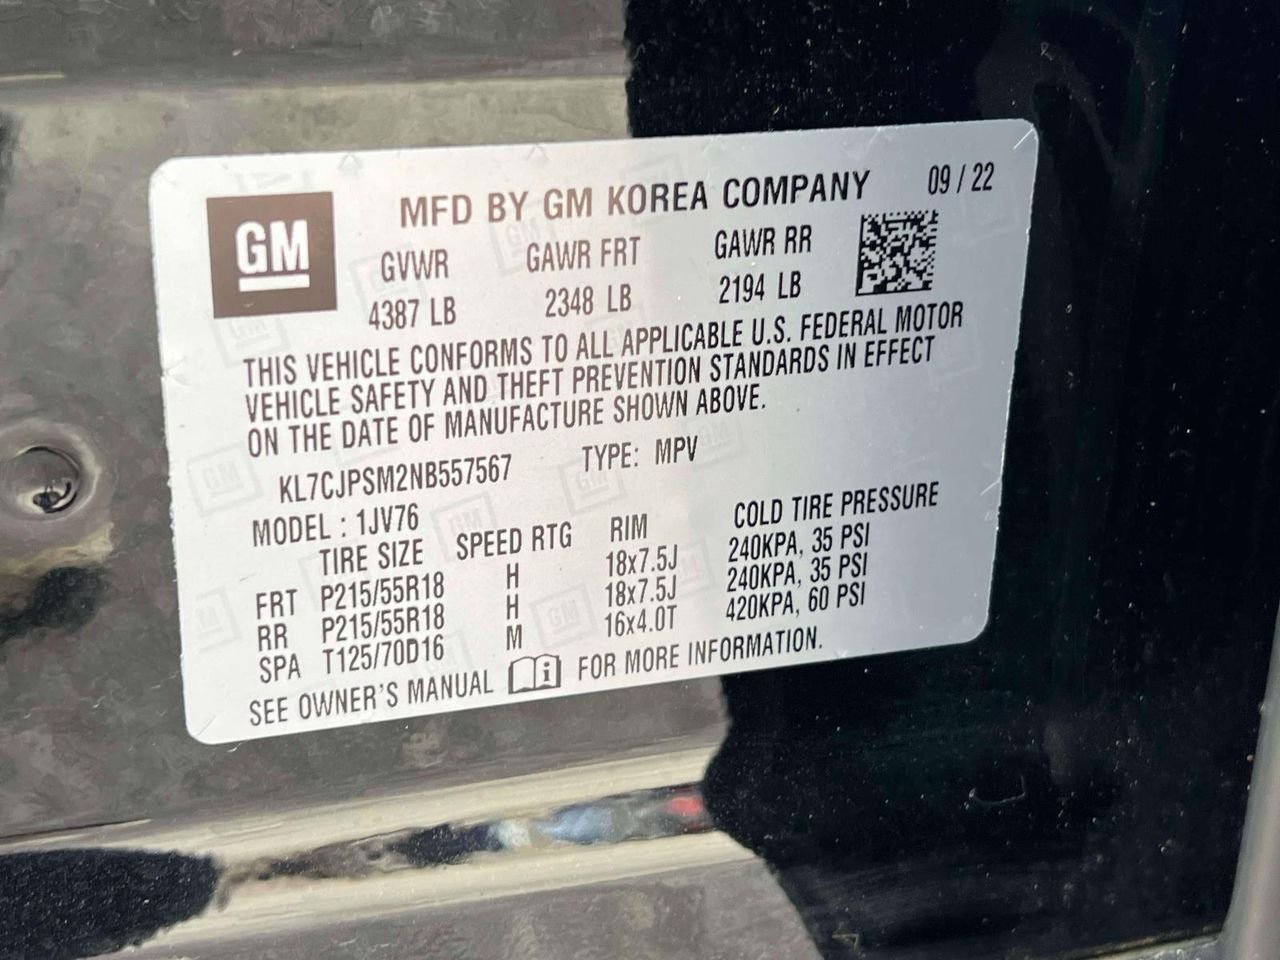 GM
MFD BY GM KOREA COMPANY 09 / 22
GVWR GAWR FRT GAWR RR
4387 LB 2348 LB 2194 LB
THIS VEHICLE CONFORMS TO ALL APPLICABLE U.S. FEDERAL MOTOR
VEHICLE SAFETY AND THEFT PREVENTION STANDARDS IN EFFECT
ON THE DATE OF MANUFACTURE SHOWN ABOVE.
KL7CJPSM2NB557567 TYPE: MPV
MODEL : 1JV76
TIRE SIZE SPEED RTG RIM COLD TIRE PRESSURE
FRT P215/55R18 H 18x7.5J 240KPA, 35 PSI
RR P215/55R18 H 18x7.5J 240KPA, 35 PSI
SPA T125/70D16 M 16x4.0T 420KPA, 60 PSI
SEE OWNER'S MANUAL FOR MORE INFORMATION.